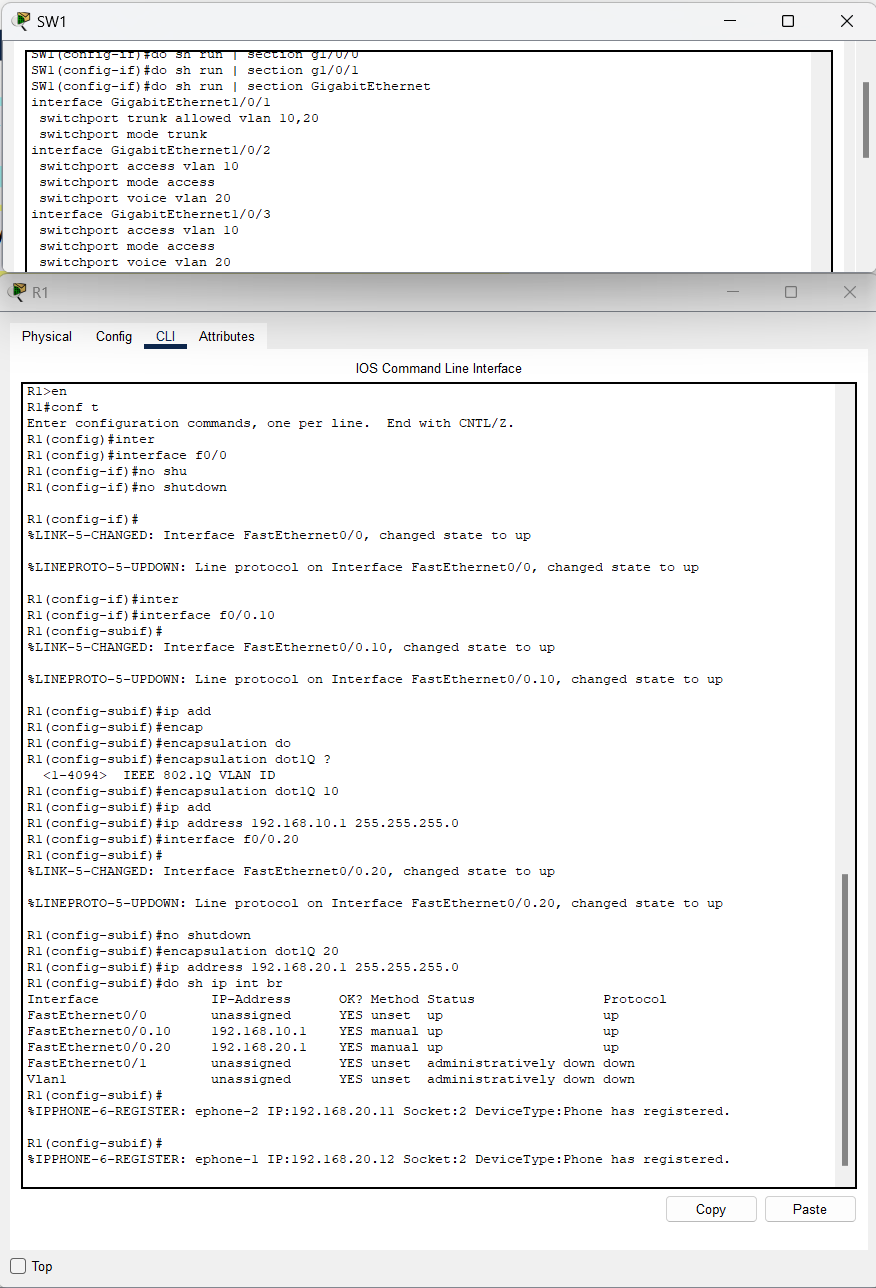 SW1
SW1(config-if)#do sh run | section g1/0/0
SW1(config-if)#do sh run | section g1/0/1
SW1(config-if)#do sh run | section GigabitEthernet
interface GigabitEthernet1/0/1
 switchport trunk allowed vlan 10,20
 switchport mode trunk
interface GigabitEthernet1/0/2
 switchport access vlan 10
 switchport mode access
 switchport voice vlan 20
interface GigabitEthernet1/0/3
 switchport access vlan 10
 switchport mode access
 switchport voice vlan 20
R1
Physical Config CLI Attributes
IOS Command Line Interface
R1>en
R1#conf t
Enter configuration commands, one per line.  End with CNTL/Z.
R1(config)#inter
R1(config)#interface f0/0
R1(config-if)#no shu
R1(config-if)#no shutdown
R1(config-if)#
%LINK-5-CHANGED: Interface FastEthernet0/0, changed state to up
%LINEPROTO-5-UPDOWN: Line protocol on Interface FastEthernet0/0, changed state to up
R1(config-if)#inter
R1(config-if)#interface f0/0.10
R1(config-subif)#
%LINK-5-CHANGED: Interface FastEthernet0/0.10, changed state to up
%LINEPROTO-5-UPDOWN: Line protocol on Interface FastEthernet0/0.10, changed state to up
R1(config-subif)#ip add
R1(config-subif)#encap
R1(config-subif)#encapsulation do
R1(config-subif)#encapsulation dot1Q ?
  <1-4094>  IEEE 802.1Q VLAN ID
R1(config-subif)#encapsulation dot1Q 10
R1(config-subif)#ip add
R1(config-subif)#ip address 192.168.10.1 255.255.255.0
R1(config-subif)#interface f0/0.20
R1(config-subif)#
%LINK-5-CHANGED: Interface FastEthernet0/0.20, changed state to up
%LINEPROTO-5-UPDOWN: Line protocol on Interface FastEthernet0/0.20, changed state to up
R1(config-subif)#no shutdown
R1(config-subif)#encapsulation dot1Q 20
R1(config-subif)#ip address 192.168.20.1 255.255.255.0
R1(config-subif)#do sh ip int br
Interface              IP-Address      OK? Method Status                Protocol
FastEthernet0/0        unassigned      YES unset  up                    up
FastEthernet0/0.10     192.168.10.1    YES manual up                    up
FastEthernet0/0.20     192.168.20.1    YES manual up                    up
FastEthernet0/1        unassigned      YES unset  administratively down down
Vlan1                  unassigned      YES unset  administratively down down
R1(config-subif)#
%IPPHONE-6-REGISTER: ephone-2 IP:192.168.20.11 Socket:2 DeviceType:Phone has registered.
R1(config-subif)#
%IPPHONE-6-REGISTER: ephone-1 IP:192.168.20.12 Socket:2 DeviceType:Phone has registered.
Copy Paste
Top